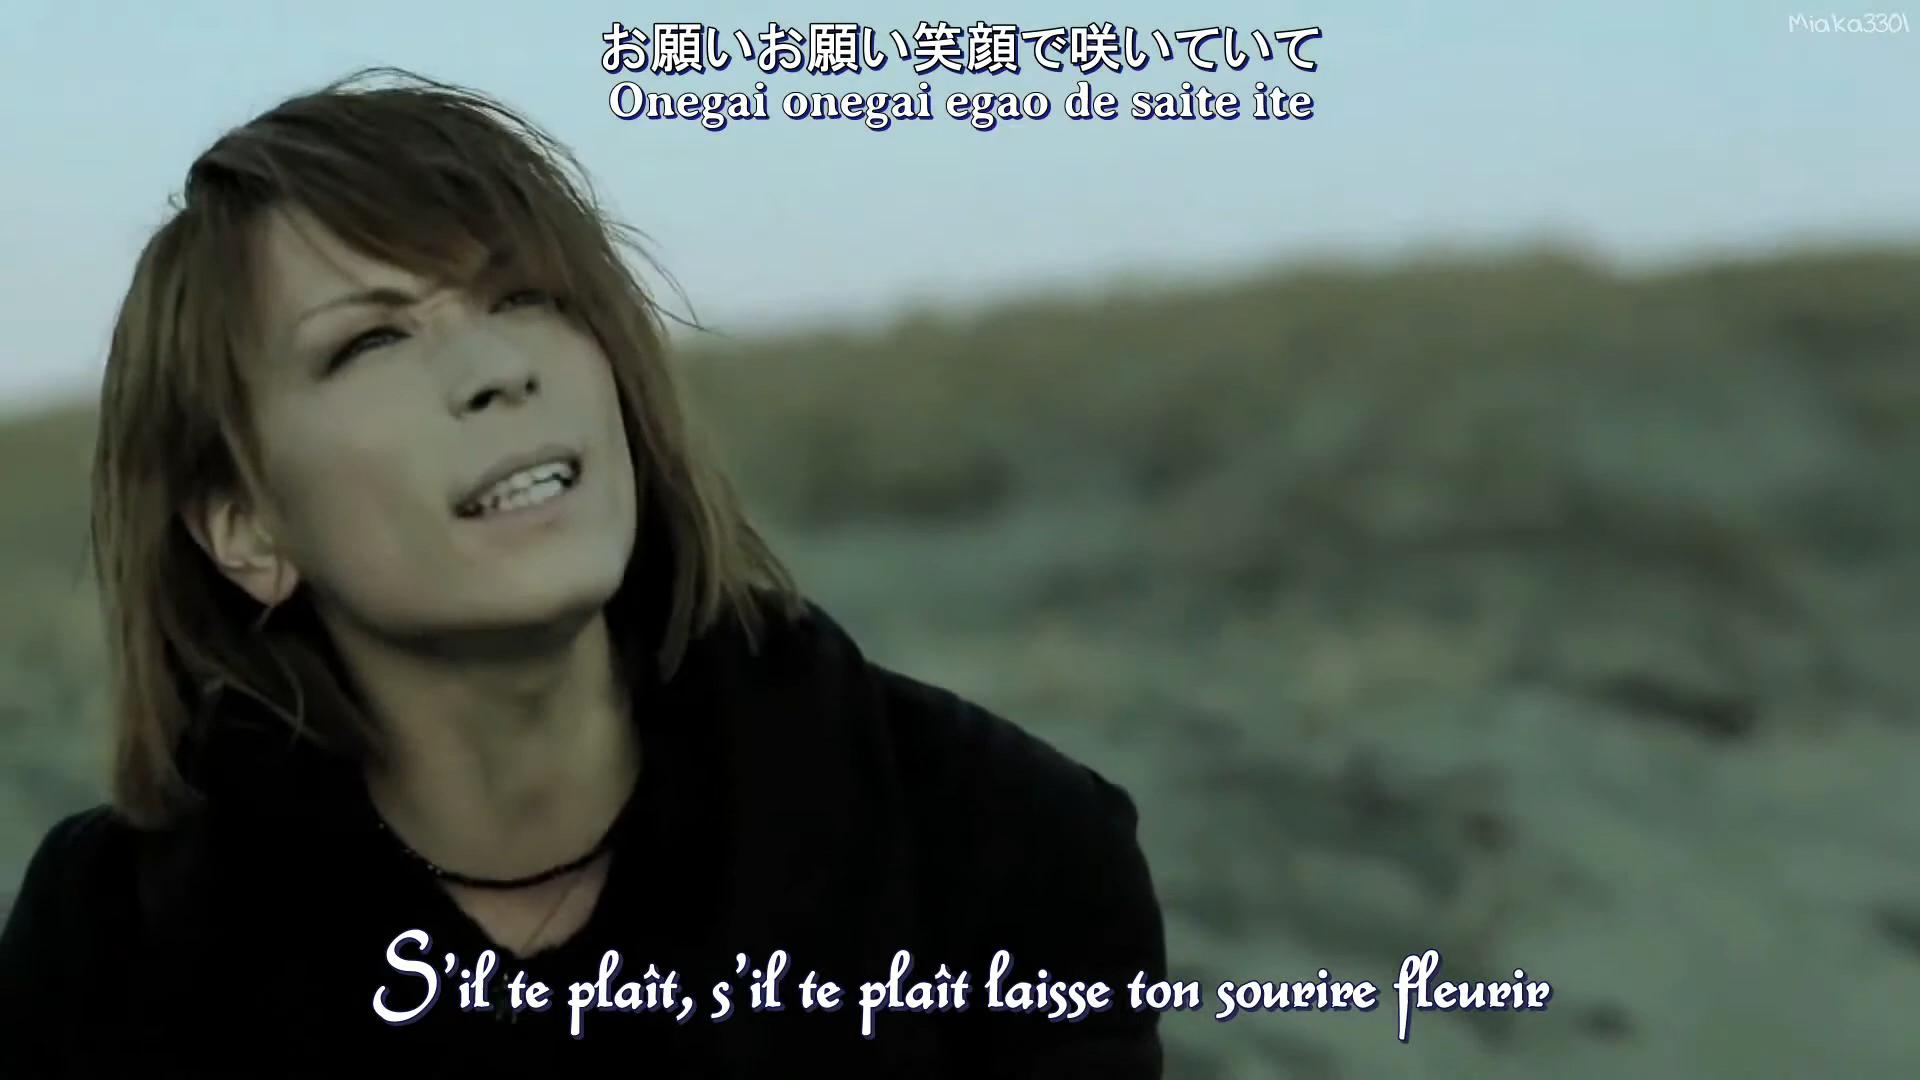 Miaka3301
お願いお願い笑顔で咲いていて
Onegai onegai egao de saite ite
S'il te plaît, s'il te plaît laisse ton sourire fleurir